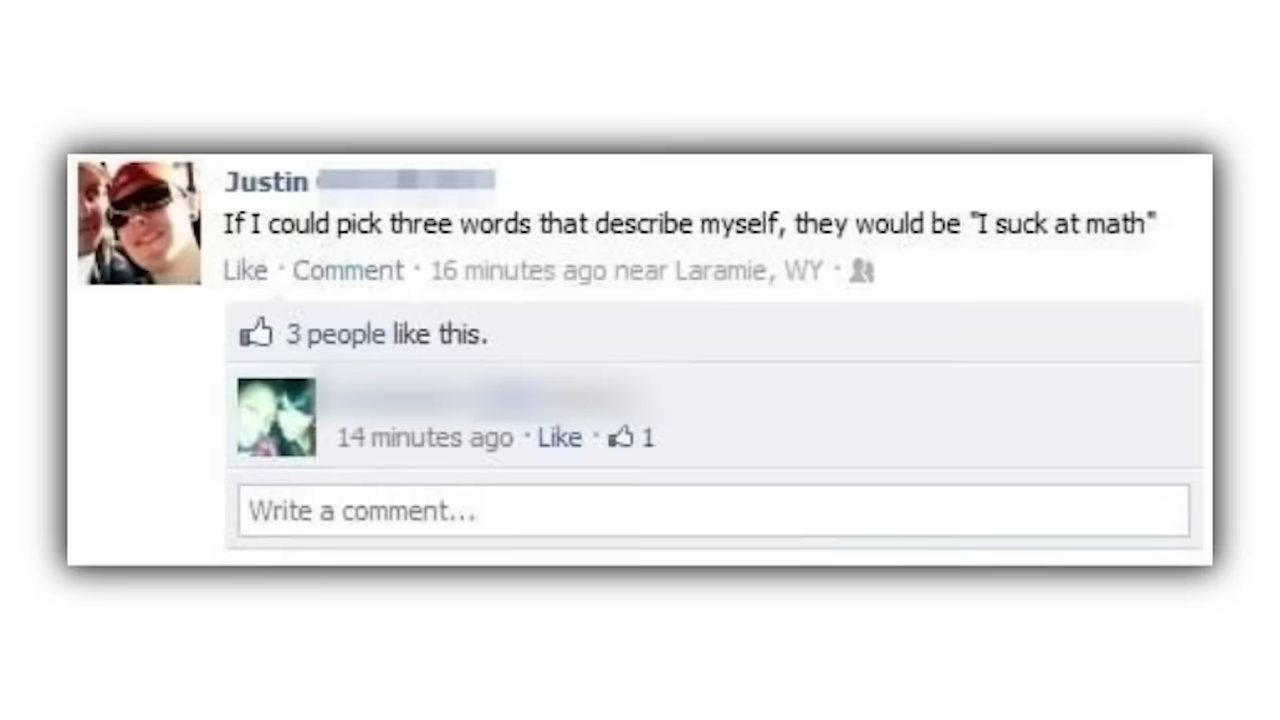 Justin
If I could pick three words that describe myself, they would be "I suck at math"
Like · Comment · 16 minutes ago near Laramie, WY ·
3 people like this.
14 minutes ago · Like · 1
Write a comment...